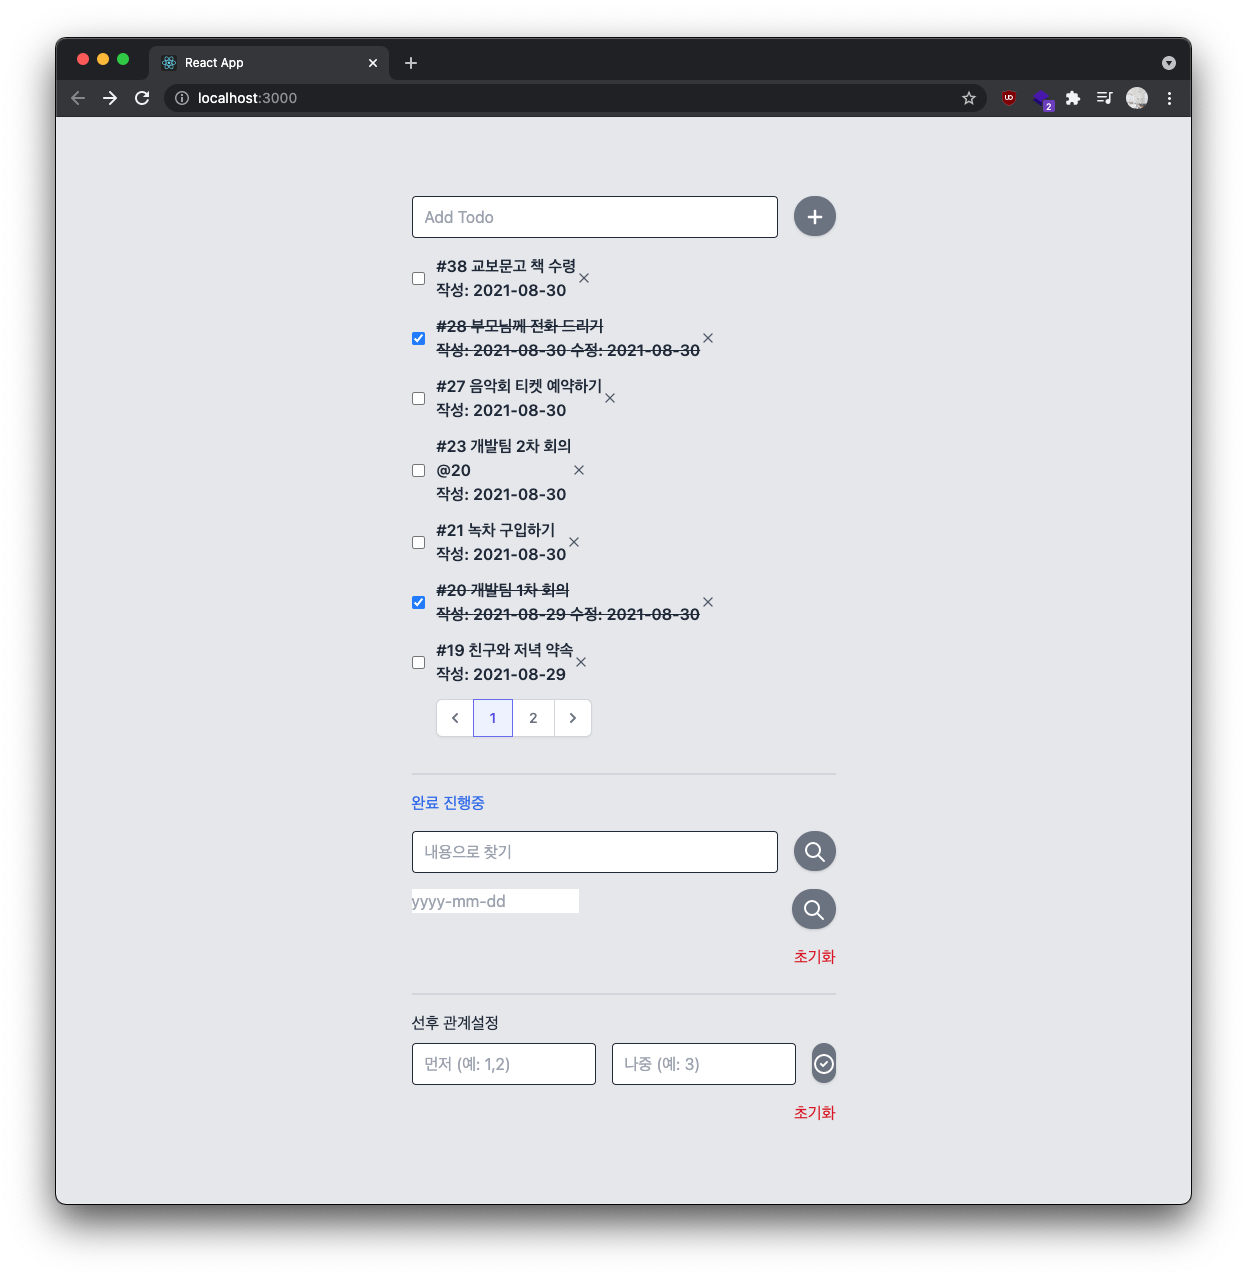 React App
localhost:3000
2
Add Todo
#38 교보문고 책 수령
작성: 2021-08-30
#28 부모님께 전화 드리기
작성: 2021-08-30 수정: 2021-08-30
#27 음악회 티켓 예약하기
작성: 2021-08-30
#23 개발팀 2차 회의
@20
작성: 2021-08-30
#21 녹차 구입하기
작성: 2021-08-30
#20 개발팀 1차 회의
작성: 2021-08-29 수정: 2021-08-30
#19 친구와 저녁 약속
작성: 2021-08-29
1 2
완료 진행중
내용으로 찾기
yyyy-mm-dd
초기화
선후 관계설정
먼저 (예: 1,2) 나중 (예: 3)
초기화